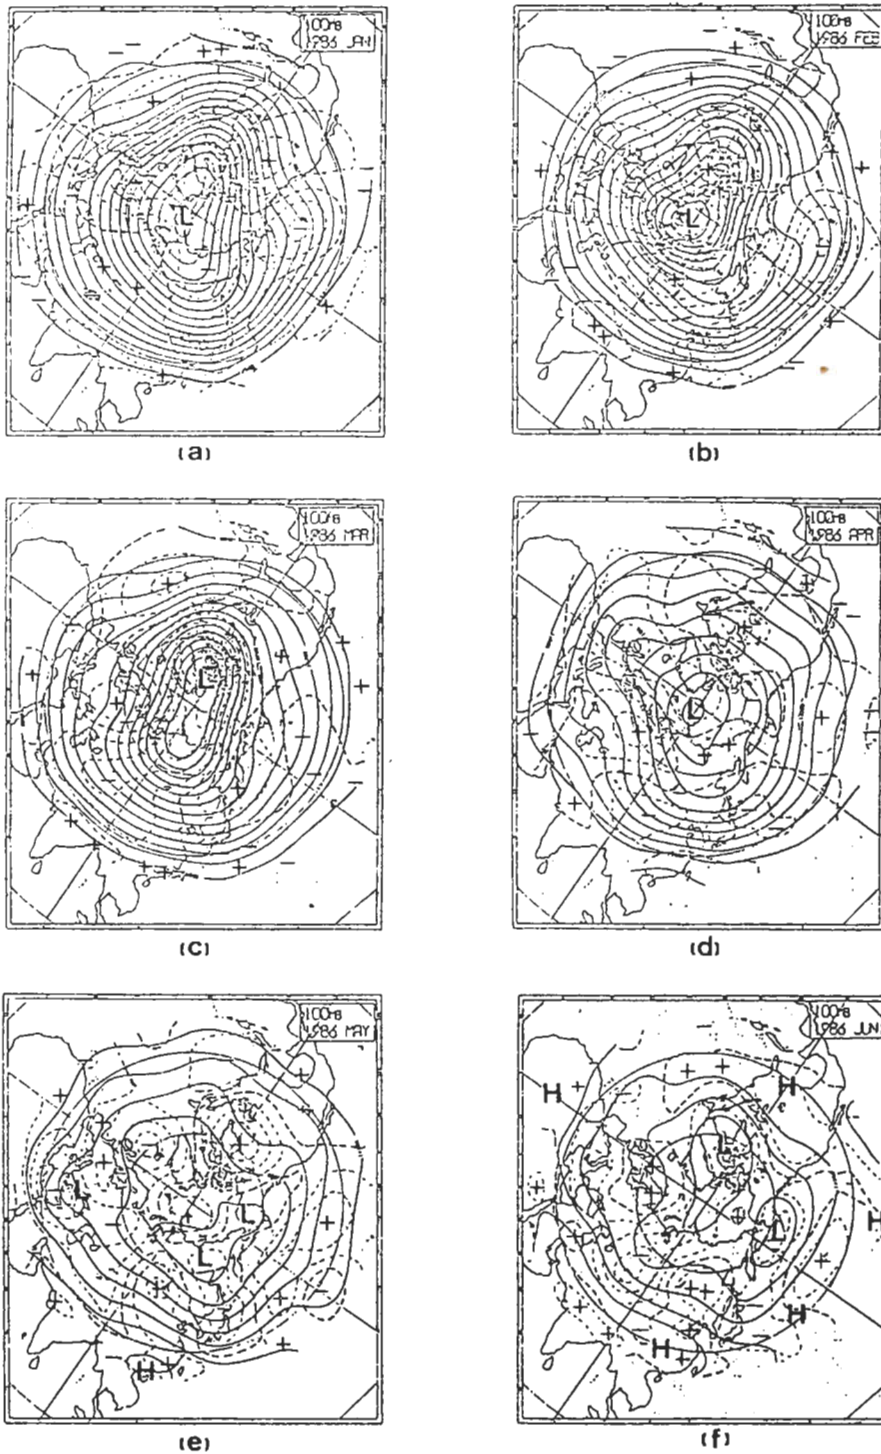 100mb
1986 JAN
L
(a)
100mb
1986 FEB
L
(b)
100mb
1986 MAR
L
(c)
100mb
1986 APR
L
(d)
100mb
1986 MAY
L
L
L
H
(e)
100mb
1986 JUN
H
H
L
H
L
H
H
(f)